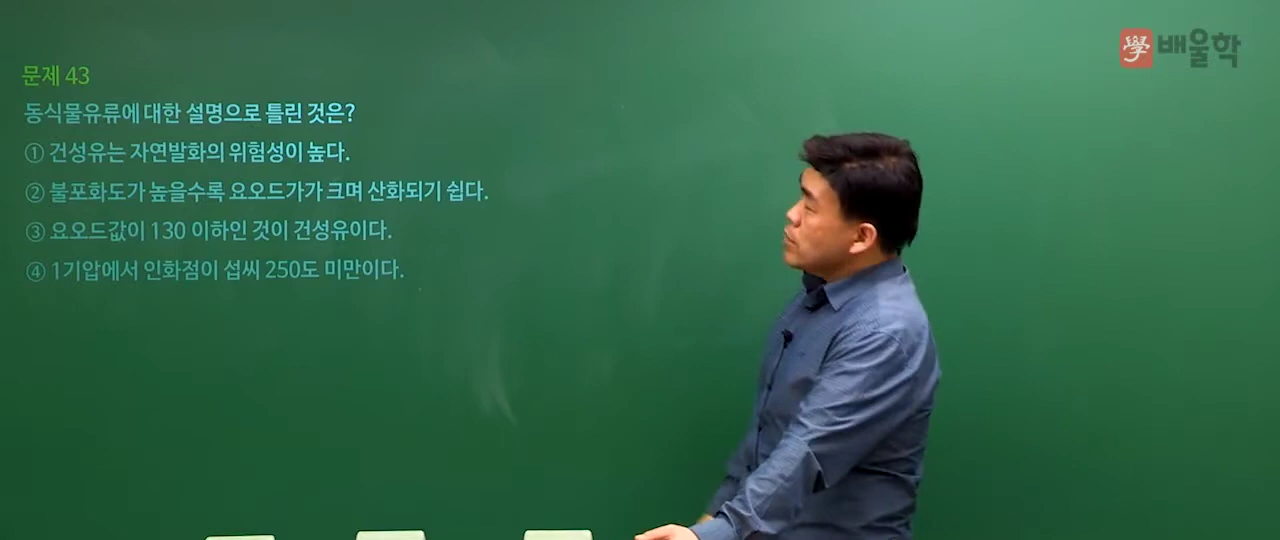 學 배울학
문제 43
동식물유류에 대한 설명으로 틀린 것은?
① 건성유는 자연발화의 위험성이 높다.
② 불포화도가 높을수록 요오드가가 크며 산화되기 쉽다.
③ 요오드값이 130 이하인 것이 건성유이다.
④ 1기압에서 인화점이 섭씨 250도 미만이다.